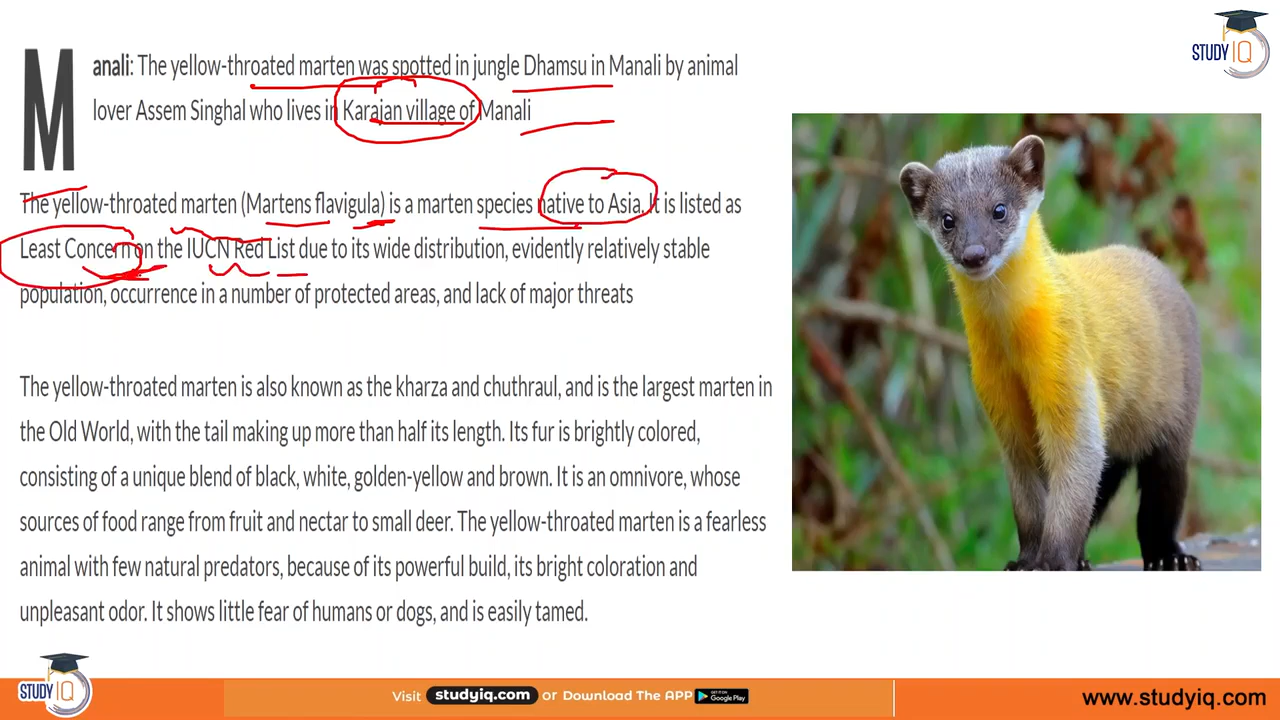 STUDY IQ
Manali: The yellow-throated marten was spotted in jungle Dhamsu in Manali by animal
lover Assem Singhal who lives in Karajan village of Manali
The yellow-throated marten (Martens flavigula) is a marten species native to Asia. It is listed as
Least Concern on the IUCN Red List due to its wide distribution, evidently relatively stable
population, occurrence in a number of protected areas, and lack of major threats
The yellow-throated marten is also known as the kharza and chuthraul, and is the largest marten in
the Old World, with the tail making up more than half its length. Its fur is brightly colored,
consisting of a unique blend of black, white, golden-yellow and brown. It is an omnivore, whose
sources of food range from fruit and nectar to small deer. The yellow-throated marten is a fearless
animal with few natural predators, because of its powerful build, its bright coloration and
unpleasant odor. It shows little fear of humans or dogs, and is easily tamed.
STUDY IQ
Visit studyiq.com or Download The APP GET IT ON Google Play
www.studyiq.com